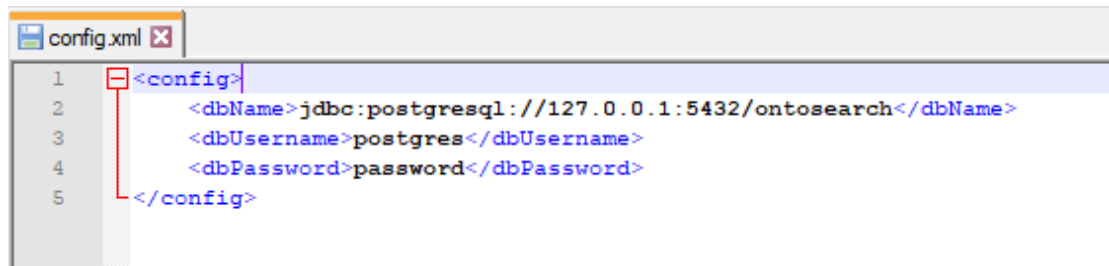 config.xml
1 <config>
2 <dbName>jdbc:postgresql://127.0.0.1:5432/ontosearch</dbName>
3 <dbUsername>postgres</dbUsername>
4 <dbPassword>password</dbPassword>
5 </config>